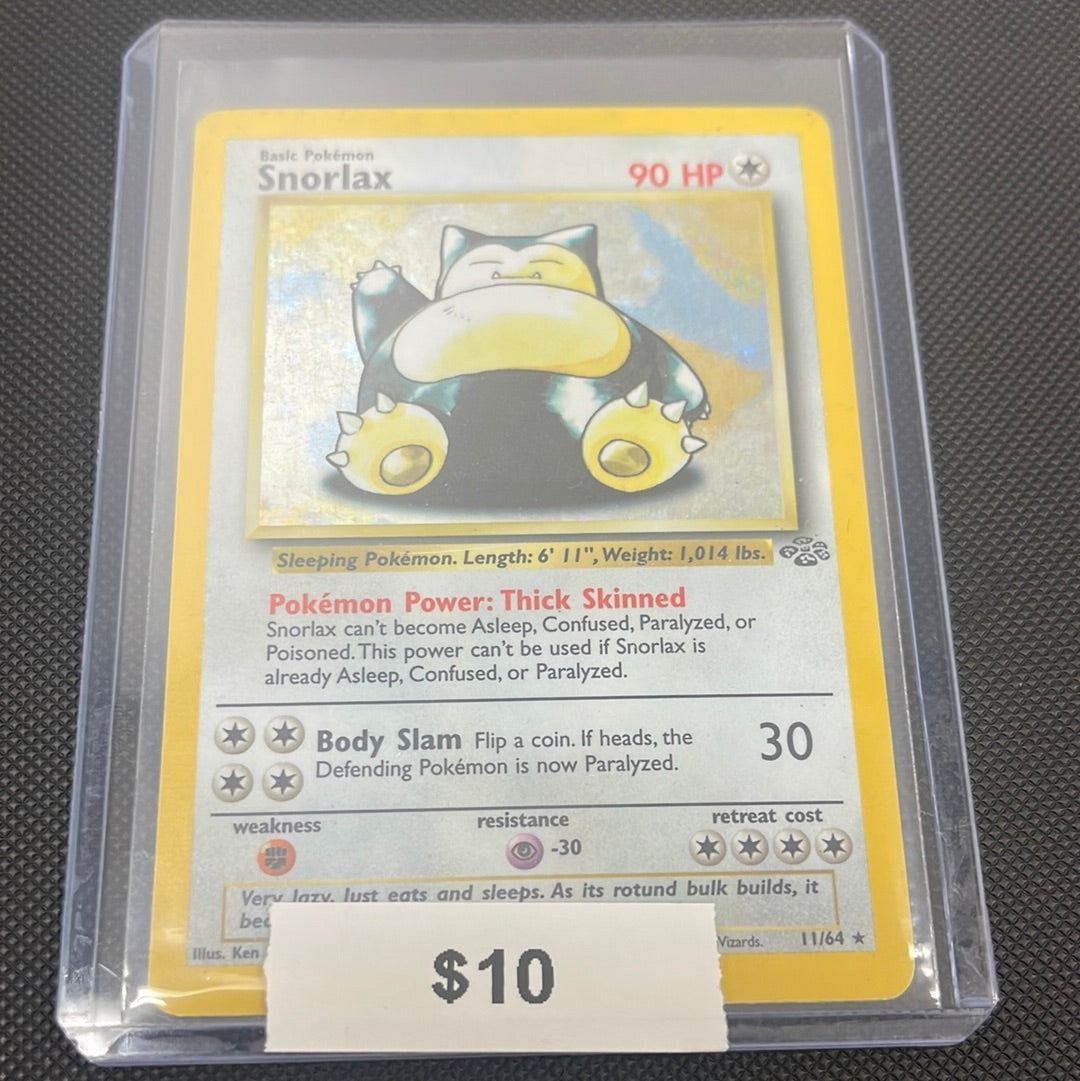 Basic Pokémon
Snorlax
90 HP
Sleeping Pokémon. Length: 6' 11", Weight: 1,014 lbs.
Pokémon Power: Thick Skinned
Snorlax can't become Asleep, Confused, Paralyzed, or
Poisoned. This power can't be used if Snorlax is
already Asleep, Confused, or Paralyzed.
Body Slam Flip a coin. If heads, the
Defending Pokémon is now Paralyzed.
30
weakness
resistance
retreat cost
-30
Very lazy. Just eats and sleeps. As its rotund bulk builds, it
Illus. Ken
Wizards.
11/64 ★
$10